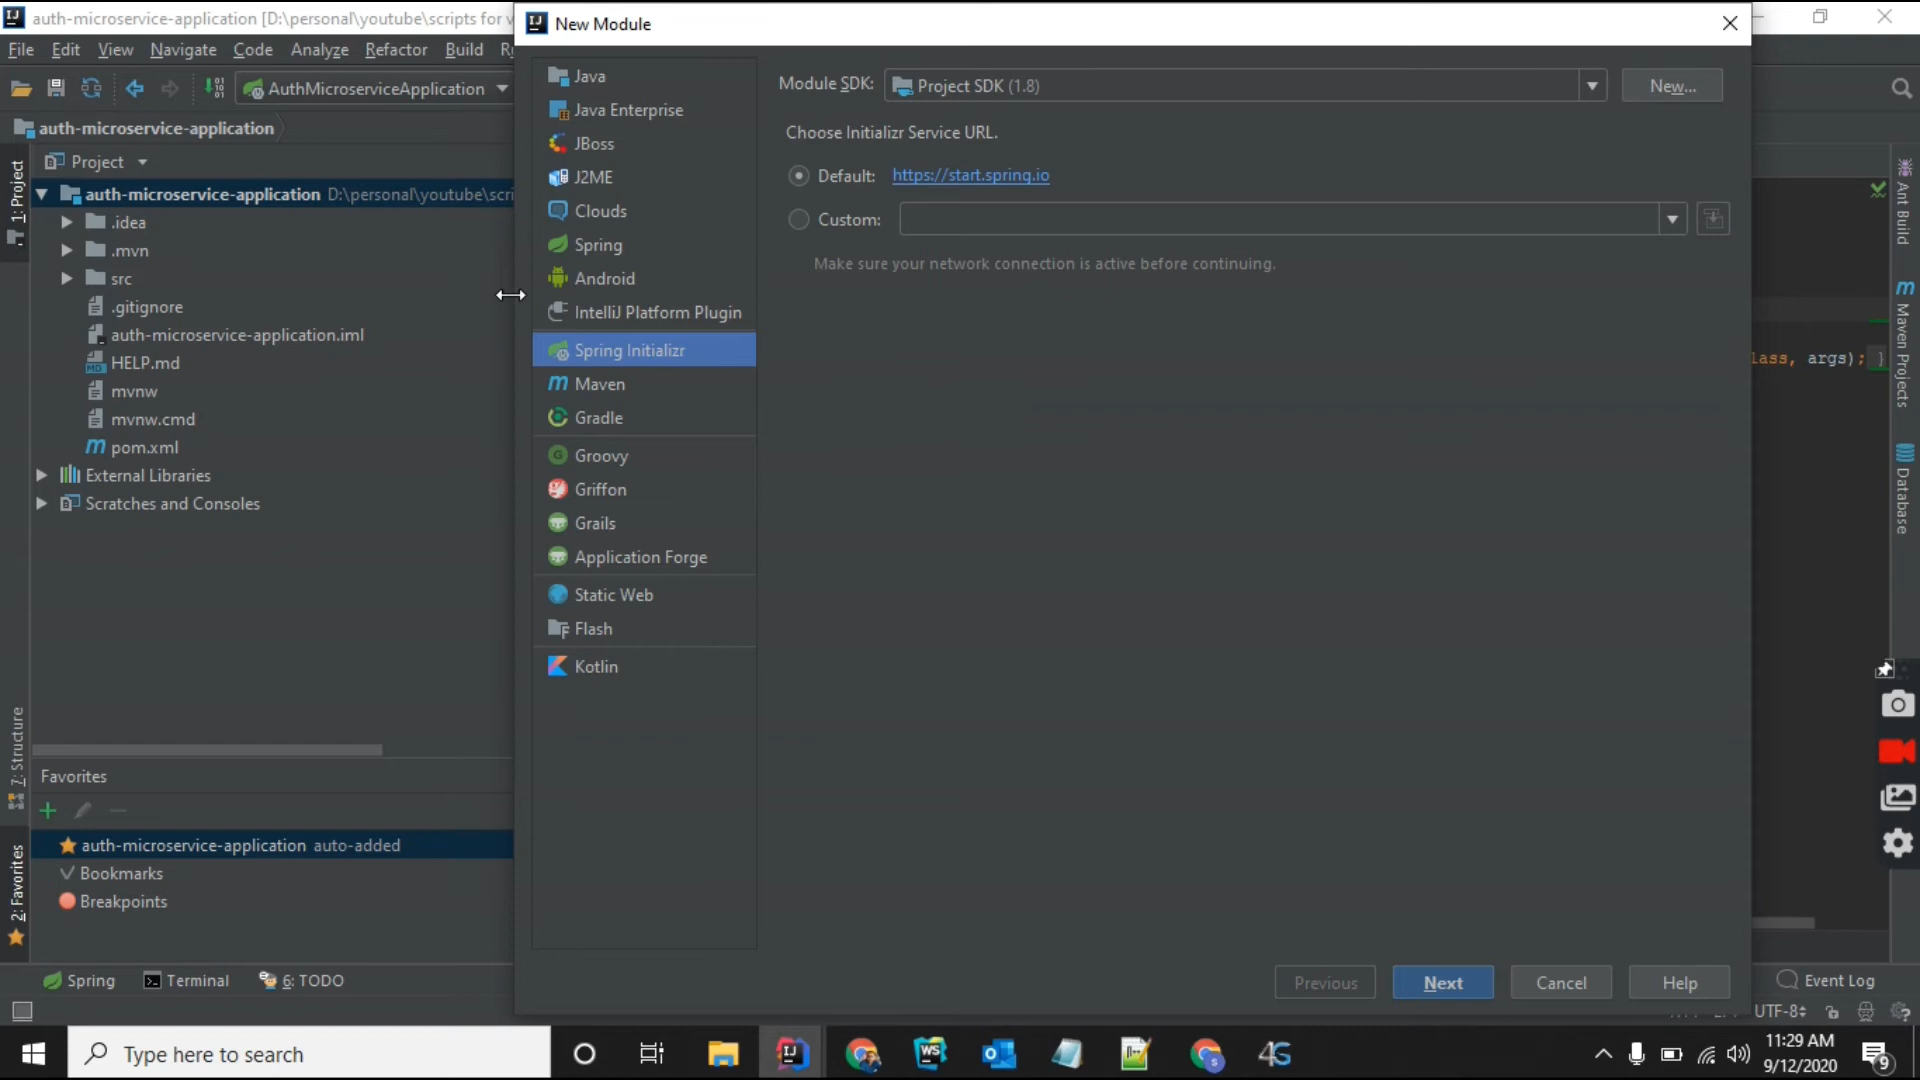 auth-microservice-application [D:\personal\youtube\scripts for v
File Edit View Navigate Code Analyze Refactor Build
AuthMicroserviceApplication
auth-microservice-application
Project
auth-microservice-application D:\personal\youtube\scri
.idea
.mvn
src
.gitignore
auth-microservice-application.iml
HELP.md
mvnw
mvnw.cmd
pom.xml
External Libraries
Scratches and Consoles
1: Project
7: Structure
2: Favorites
Favorites
auth-microservice-application auto-added
Bookmarks
Breakpoints
Spring
Terminal
6: TODO
New Module
Java
Java Enterprise
JBoss
J2ME
Clouds
Spring
Android
IntelliJ Platform Plugin
Spring Initializr
Maven
Gradle
Groovy
Griffon
Grails
Application Forge
Static Web
Flash
Kotlin
Module SDK: Project SDK (1.8) New...
Choose Initializr Service URL.
Default: https://start.spring.io
Custom:
Make sure your network connection is active before continuing.
Previous Next Cancel Help
lass, args); }
Ant Build
Maven Projects
Database
Event Log
UTF-8
Type here to search
11:29 AM
9/12/2020
9